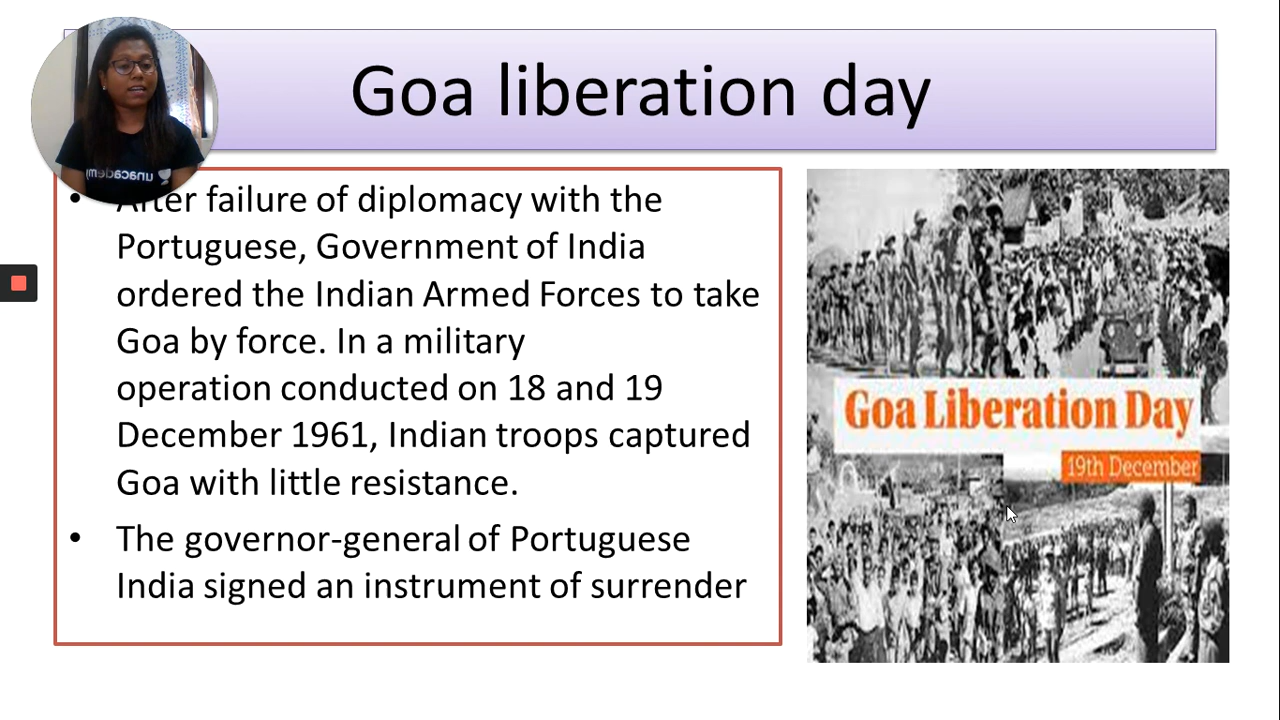 Goa liberation day
unacademy
• After failure of diplomacy with the
Portuguese, Government of India
ordered the Indian Armed Forces to take
Goa by force. In a military
operation conducted on 18 and 19
December 1961, Indian troops captured
Goa with little resistance.
• The governor-general of Portuguese
India signed an instrument of surrender
Goa Liberation Day
19th December